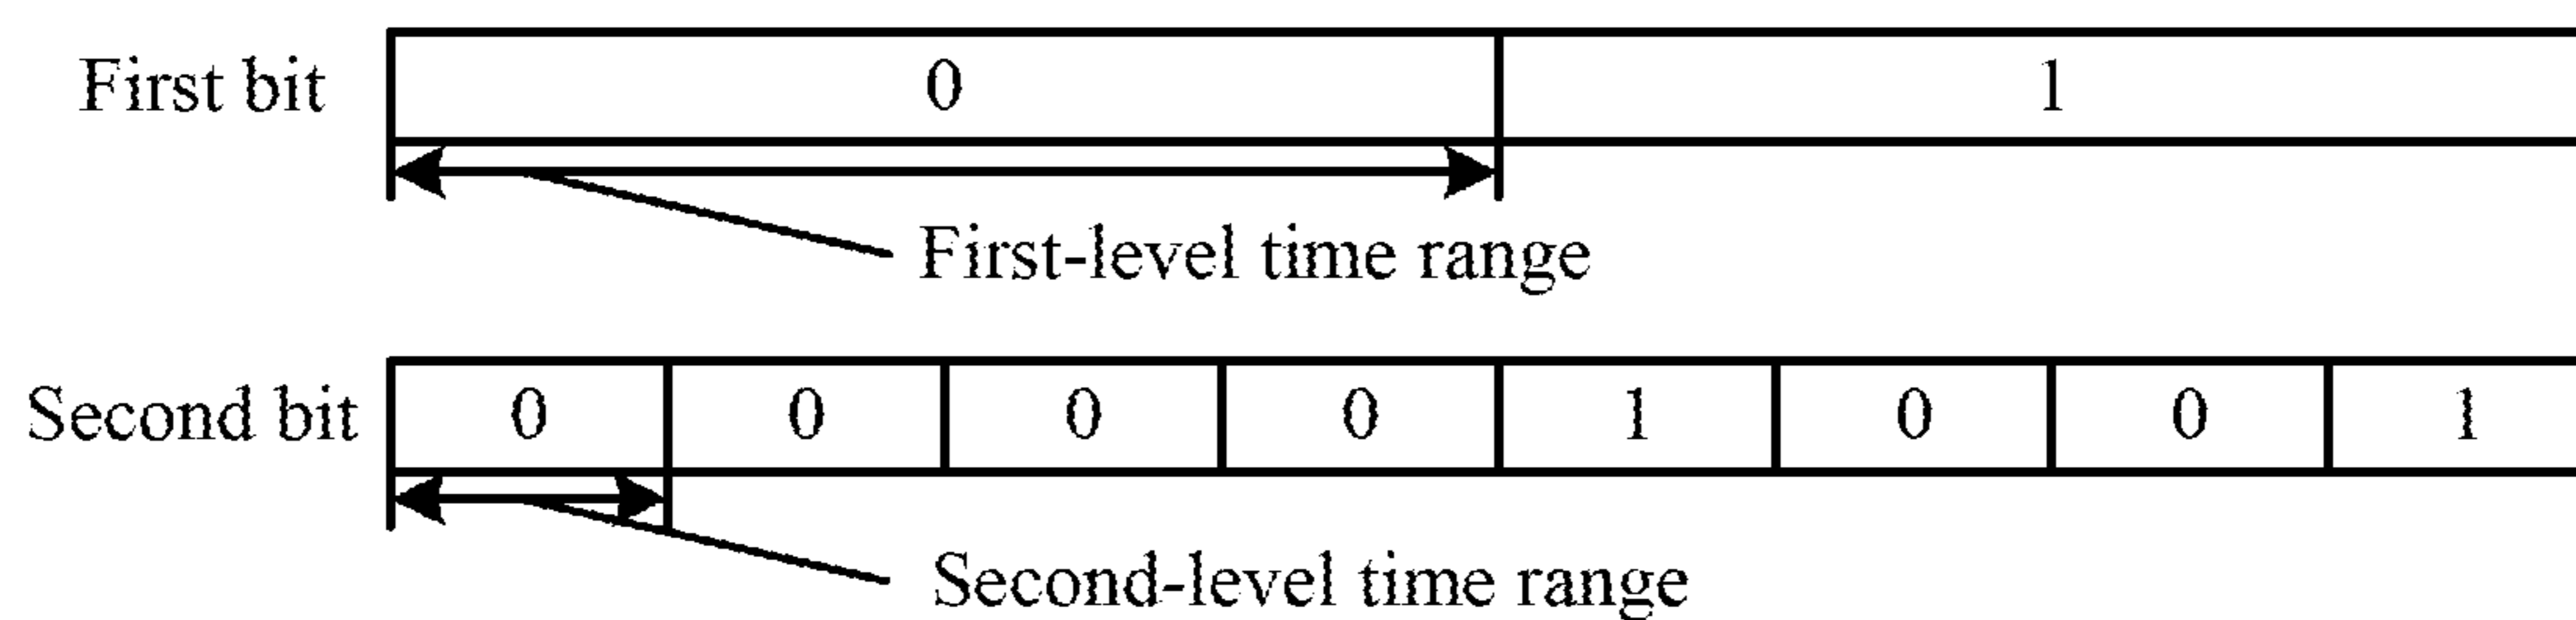 First bit 0 1
First-level time range
Second bit 0 0 0 0 1 0 0 1
Second-level time range